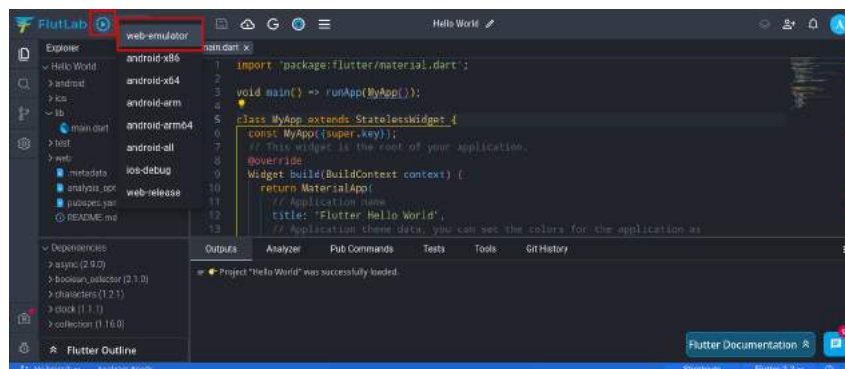 FlutLab
Hello World
web-emulator
android-x86
android-x64
android-arm
android-arm64
android-all
ios-debug
web-release
Explorer
Hello World
android
ios
lib
main.dart
test
web
.metadata
analysis_opt
pubspec.yam
README.md
Dependencies
async (2.9.0)
boolean_selector (2.1.0)
characters (1.2.1)
clock (1.1.1)
collection (1.16.0)
Flutter Outline
main.dart x
1 import 'package:flutter/material.dart';
2
3 void main() => runApp(MyApp());
4
5 class MyApp extends StatelessWidget {
6 const MyApp({super.key});
7 // This widget is the root of your application.
8 @override
9 Widget build(BuildContext context) {
10 return MaterialApp(
11 // Application name
12 title: 'Flutter Hello World',
13 // Application theme data, you can set the colors for the application as
Outputs Analyzer Pub Commands Tests Tools Git History
Project "Hello World" was successfully loaded.
Flutter Documentation